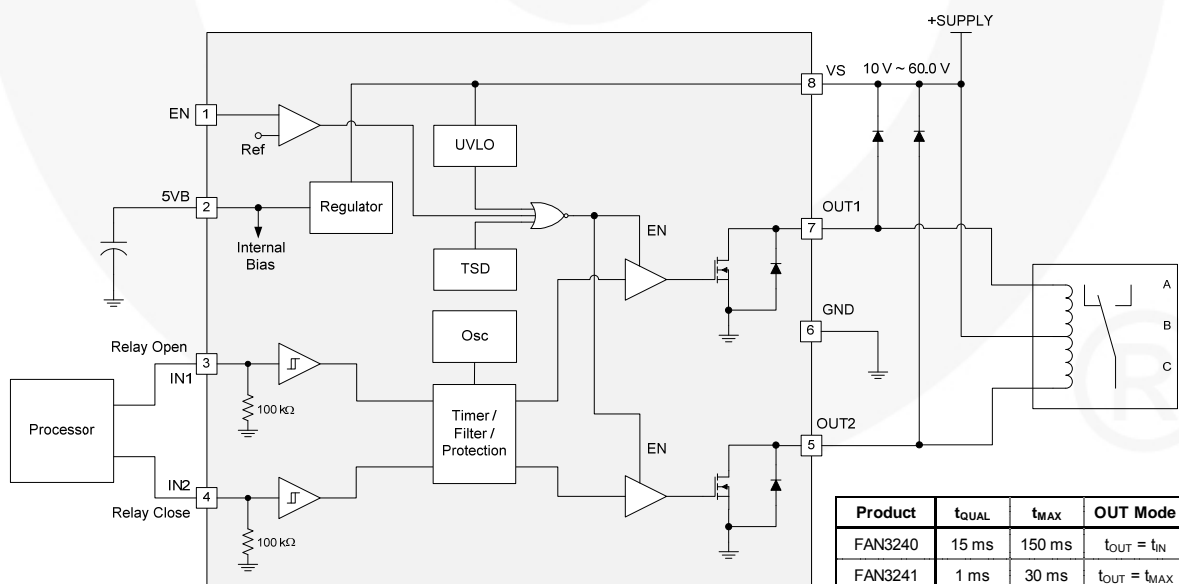 +SUPPLY
VS
10 V ~ 60.0 V
8
EN
1
Ref
UVLO
5VB
2
Regulator
Internal
Bias
TSD
EN
OUT1
7
GND
6
A
B
C
Osc
Relay Open
3
IN1
100 kΩ
Processor
Timer /
Filter /
Protection
OUT2
5
EN
IN2
4
Relay Close
100 kΩ
Product tQUAL tMAX OUT Mode
FAN3240 15 ms 150 ms tOUT = tIN
FAN3241 1 ms 30 ms tOUT = tMAX
®